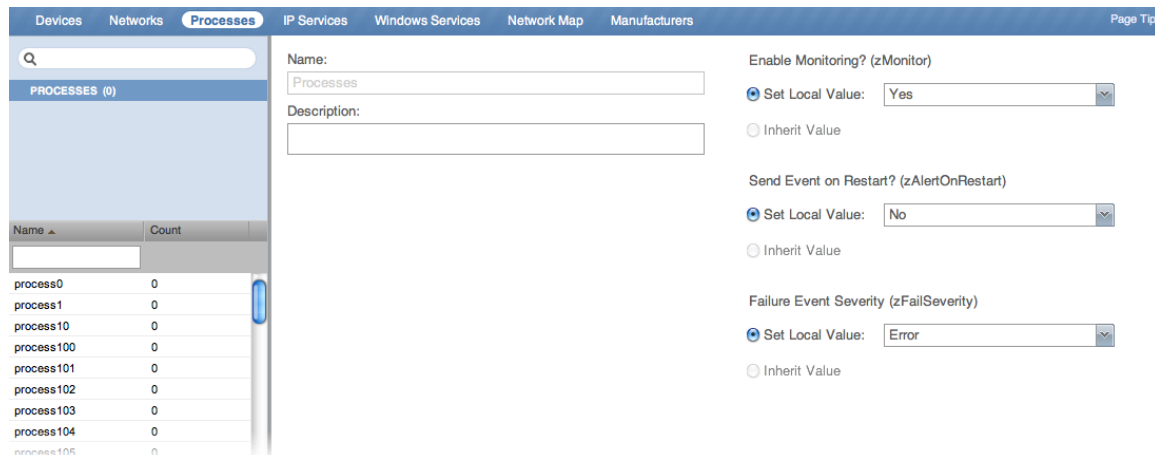 Devices Networks Processes IP Services Windows Services Network Map Manufacturers Page Tip
PROCESSES (0)
Name Count
process0 0
process1 0
process10 0
process100 0
process101 0
process102 0
process103 0
process104 0
process105 0
Name:
Processes
Description:
Enable Monitoring? (zMonitor)
Set Local Value: Yes
Inherit Value
Send Event on Restart? (zAlertOnRestart)
Set Local Value: No
Inherit Value
Failure Event Severity (zFailSeverity)
Set Local Value: Error
Inherit Value